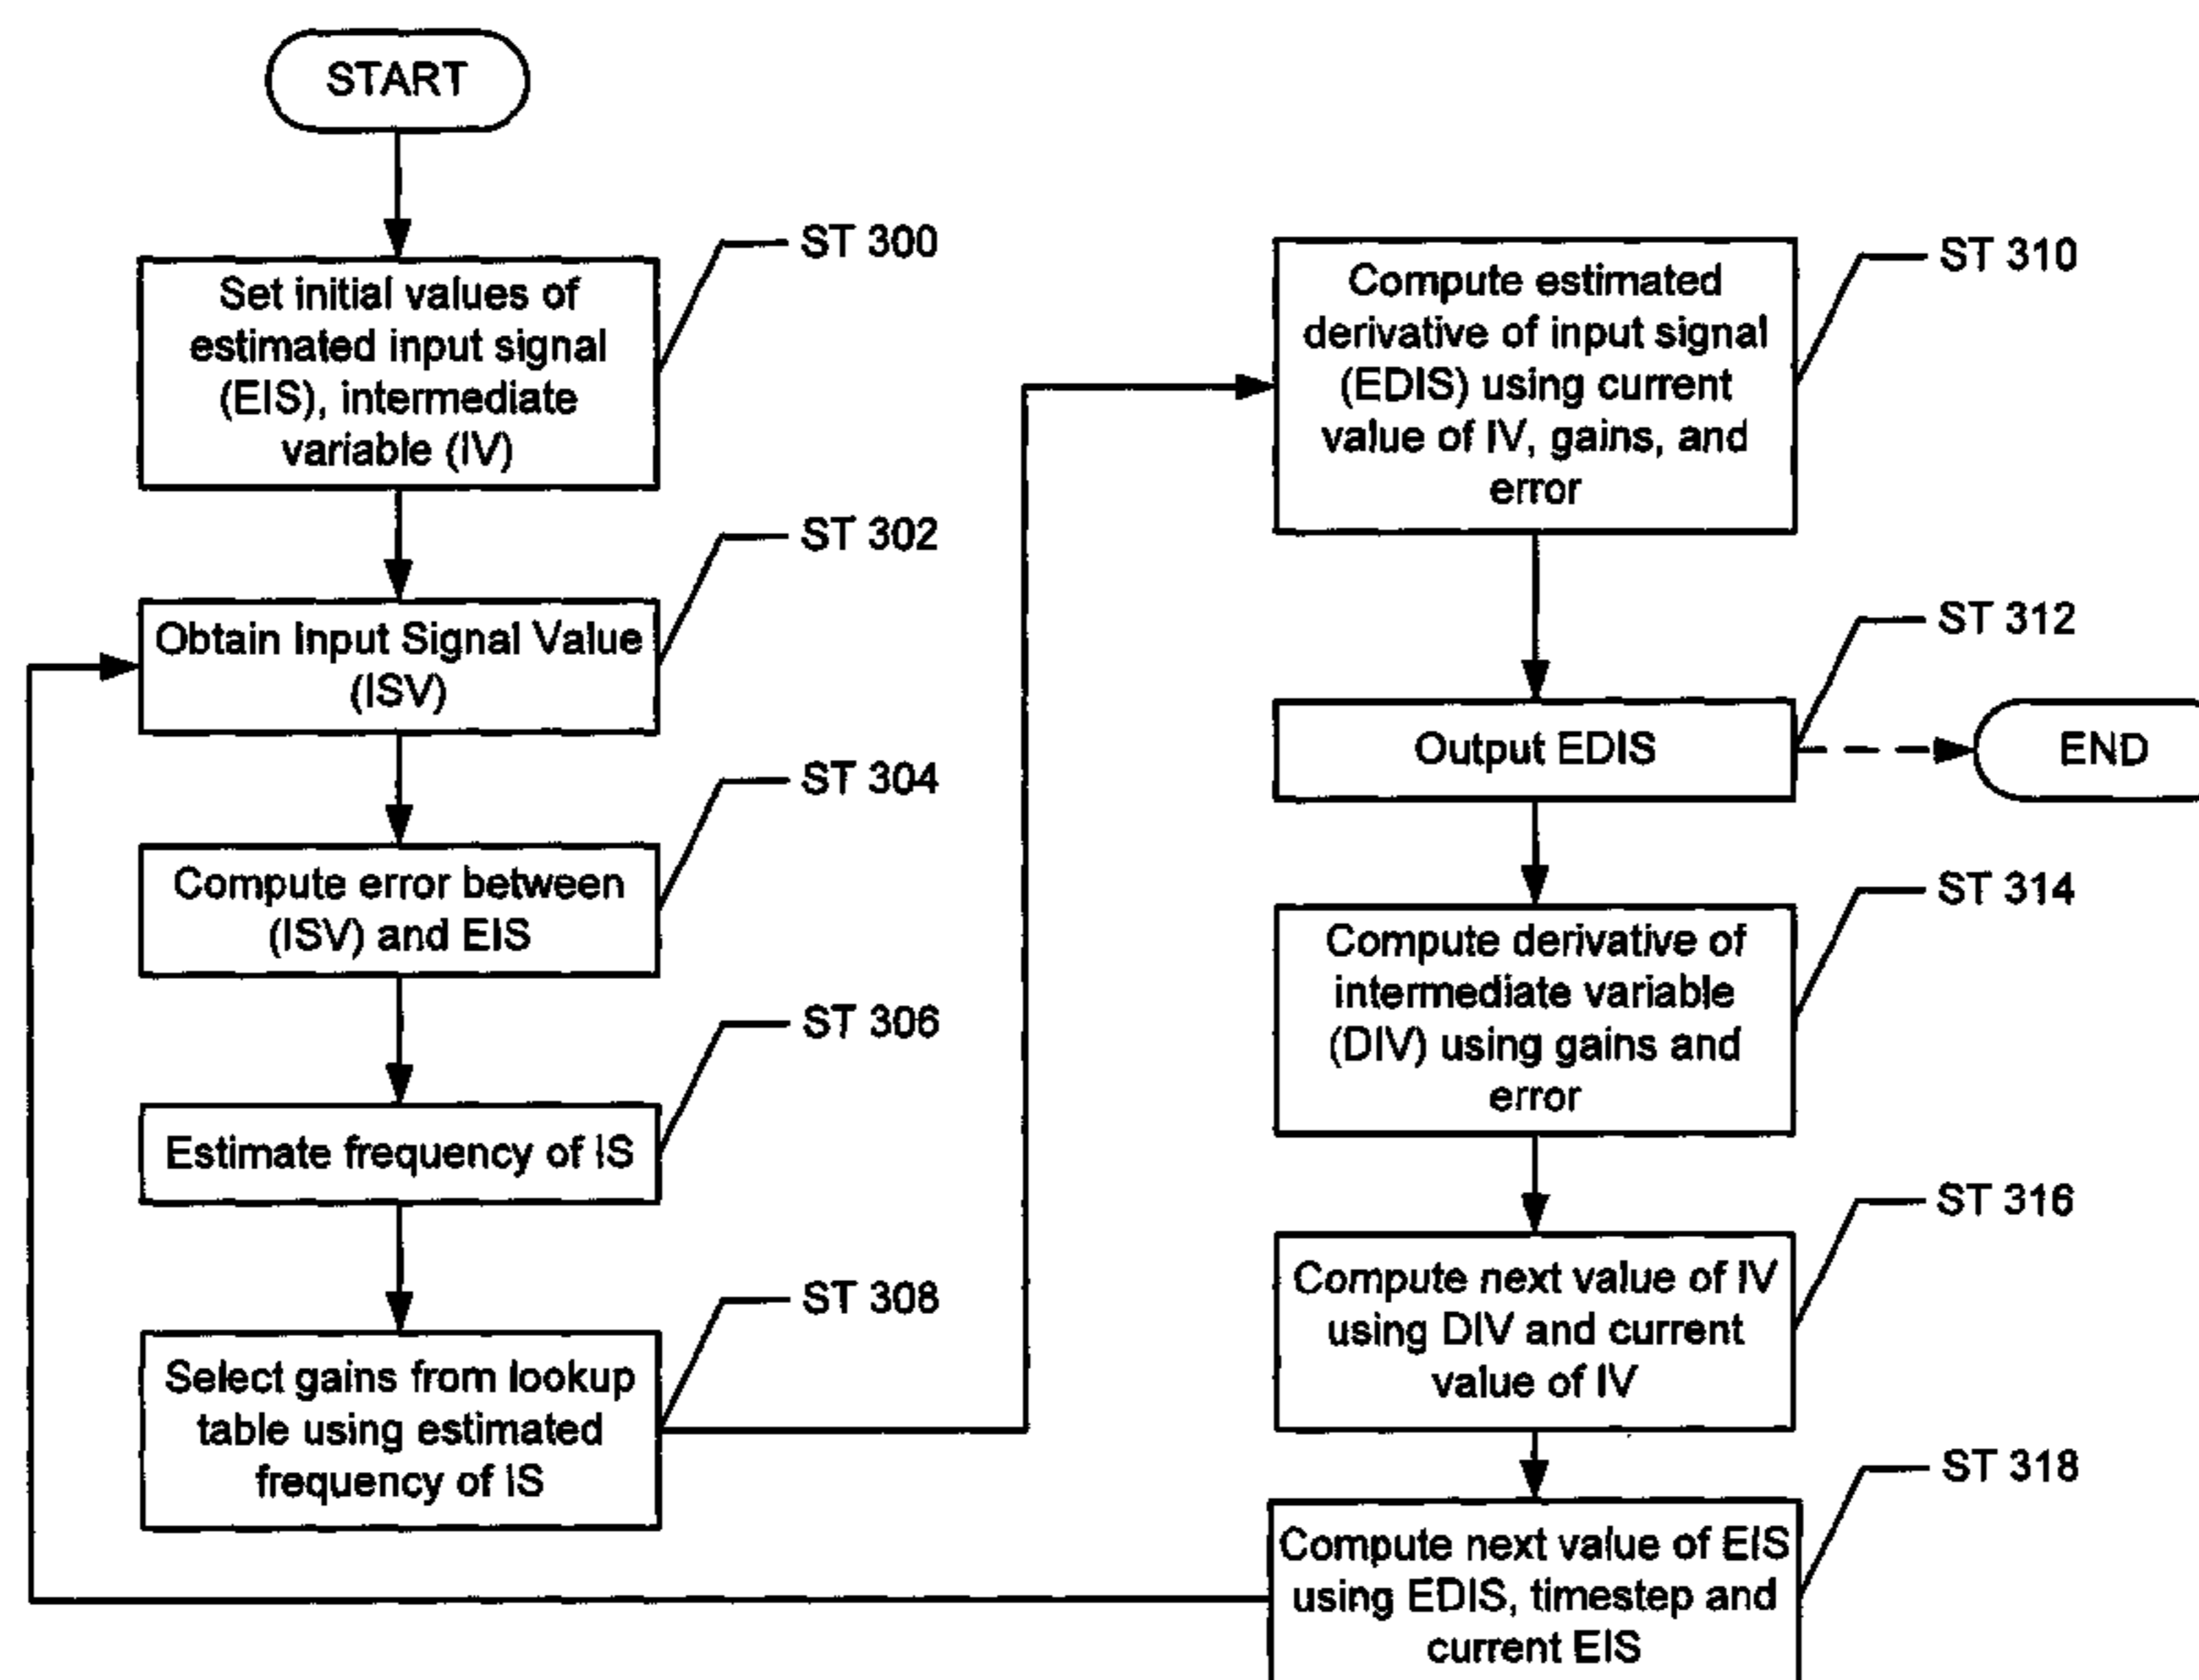 START
Set initial values of
estimated input signal
(EIS), intermediate
variable (IV)
ST 300
Obtain Input Signal Value
(ISV)
ST 302
Compute error between
(ISV) and EIS
ST 304
Estimate frequency of IS
ST 306
Select gains from lookup
table using estimated
frequency of IS
ST 308
Compute estimated
derivative of input signal
(EDIS) using current
value of IV, gains, and
error
ST 310
Output EDIS
ST 312
END
Compute derivative of
intermediate variable
(DIV) using gains and
error
ST 314
Compute next value of IV
using DIV and current
value of IV
ST 316
Compute next value of EIS
using EDIS, timestep and
current EIS
ST 318